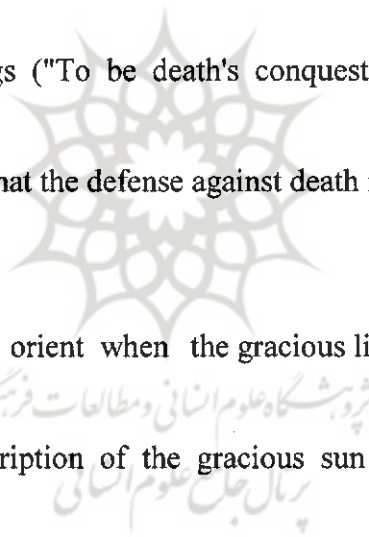 gs ("To be death's conquest
hat the defense against death
orient when the gracious li
پژوهشگاه علوم انسانی و مطالعات فره
ription of the gracious sun
پرتال جامع علوم انسانی